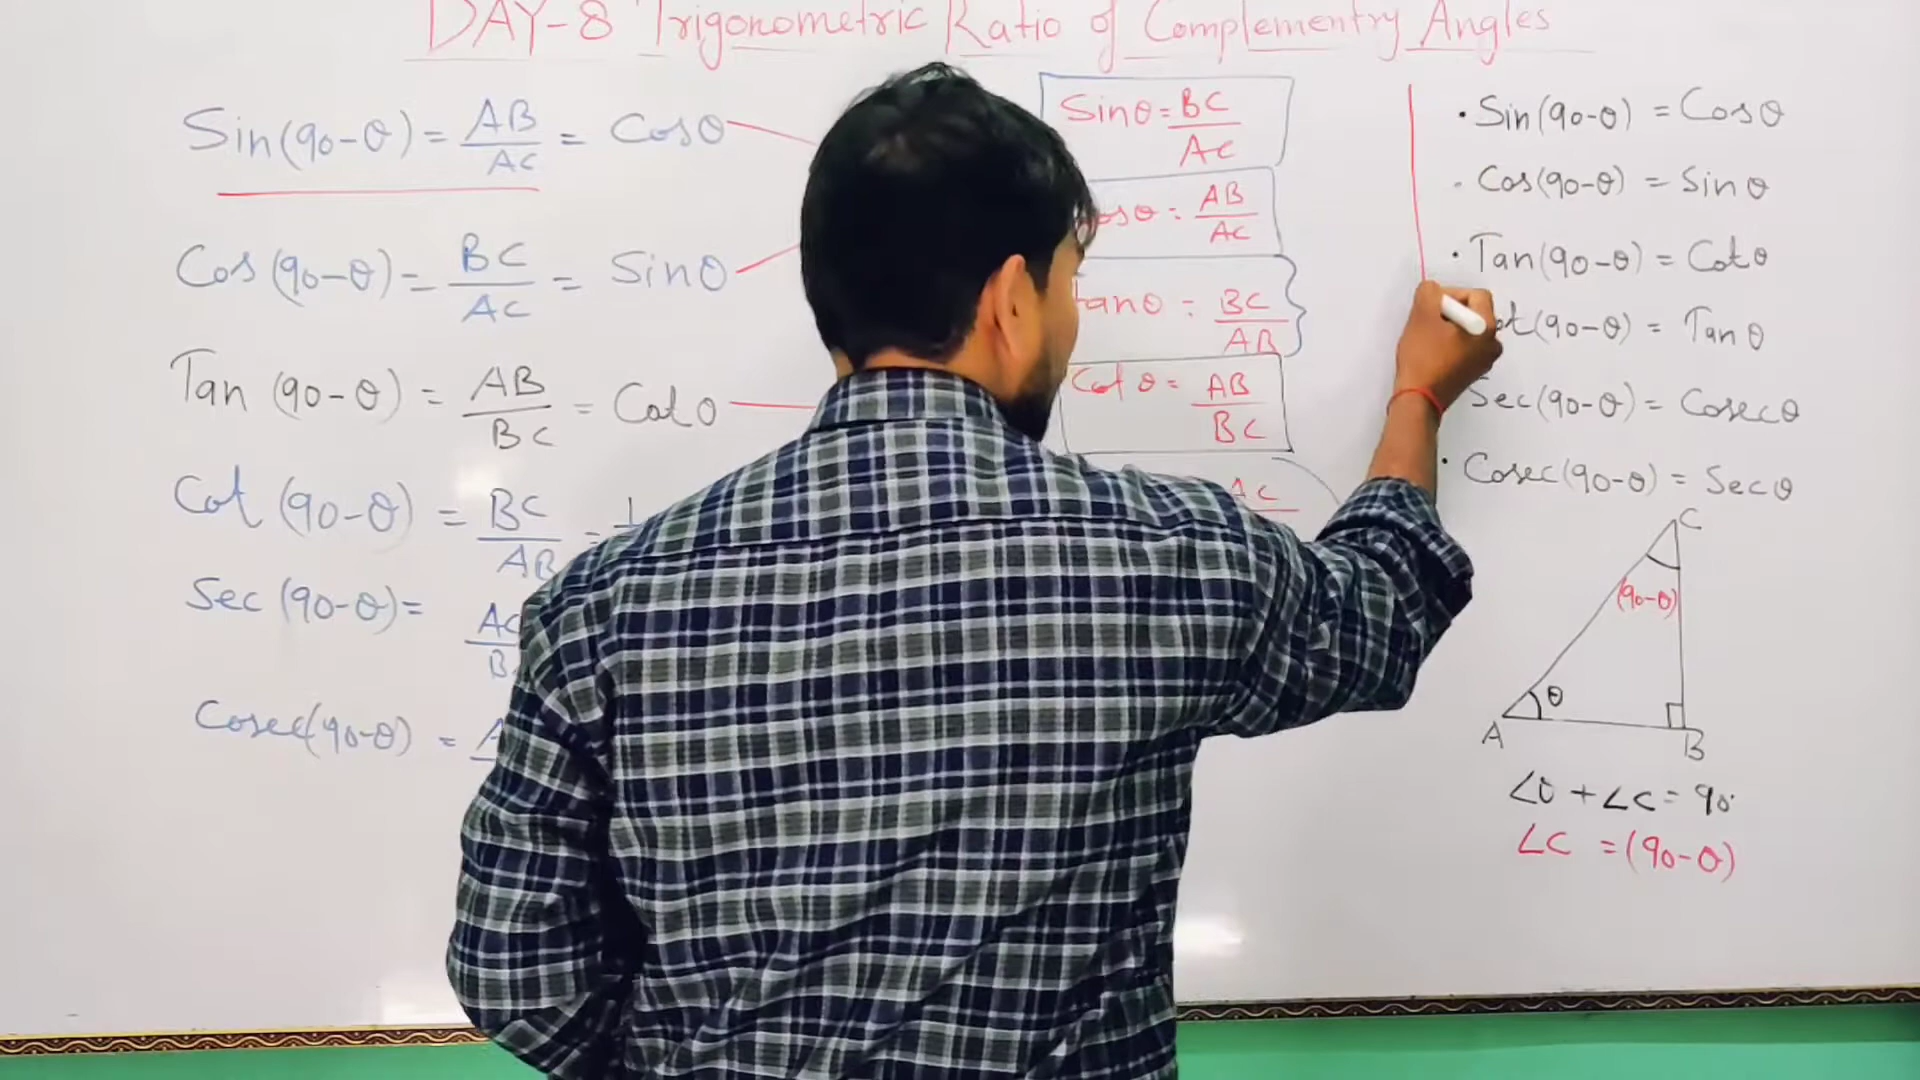 DAY-8 Trigonometric Ratio of Complementry Angles
Sin(90-θ) = AB/AC = Cosθ
Cos(90-θ) = BC/AC = Sinθ
Tan (90-θ) = AB/BC = Cotθ
Cot (90-θ) = BC/AB =
Sec (90-θ) =
Cosec(90-θ) =
Sinθ = BC/AC
θ = AB/AC
tanθ = BC/AB
Cot θ = AB/BC
AC
• Sin(90-θ) = Cosθ
- Cos(90-θ) = Sinθ
• Tan(90-θ) = Cotθ
(90-θ) = Tanθ
Sec(90-θ) = Cosecθ
• Cosec(90-θ) = Secθ
C
(90-θ)
θ
A
B
∠θ + ∠C = 90°
∠C = (90-θ)